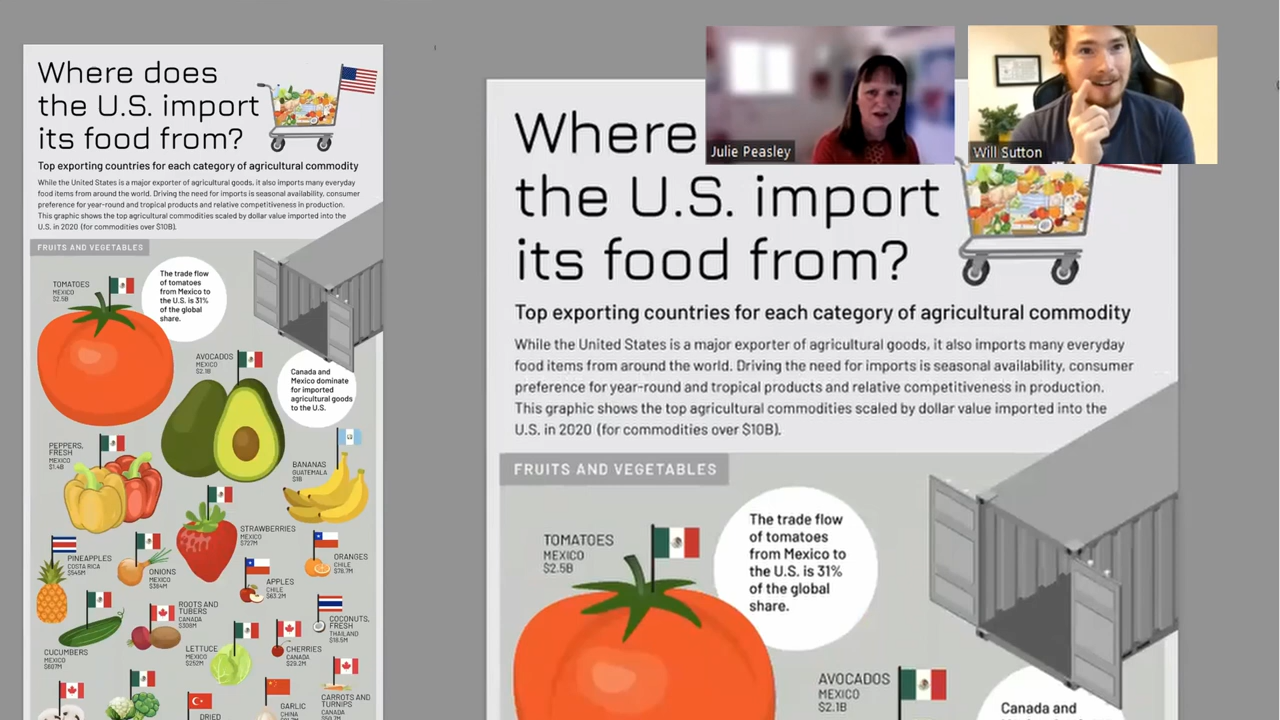 Where does
the U.S. import
its food from?
Top exporting countries for each category of agricultural commodity
While the United States is a major exporter of agricultural goods, it also imports many everyday
food items from around the world. Driving the need for imports is seasonal availability, consumer
preference for year-round and tropical products and relative competitiveness in production.
This graphic shows the top agricultural commodities scaled by dollar value imported into the
U.S. in 2020 (for commodities over $10B).
FRUITS AND VEGETABLES
TOMATOES
MEXICO
$2.5B
The trade flow
of tomatoes
from Mexico to
the U.S. is 31%
of the global
share.
AVOCADOS
MEXICO
$2.1B
Canada and
Mexico dominate
for imported
agricultural goods
to the U.S.
PEPPERS,
FRESH
MEXICO
$1.4B
BANANAS
GUATEMALA
$1B
STRAWBERRIES
MEXICO
$727M
PINEAPPLES
COSTA RICA
$545M
ONIONS
MEXICO
$384M
ORANGES
CHILE
$78.7M
APPLES
CHILE
$63.2M
ROOTS AND
TUBERS
CANADA
$308M
COCONUTS,
FRESH
THAILAND
$18.5M
CUCUMBERS
MEXICO
$697M
LETTUCE
MEXICO
$252M
CHERRIES
CANADA
$29.2M
DRIED
GARLIC
CHINA
CARROTS AND
TURNIPS
CANADA
Julie Peasley
Will Sutton
Where
the U.S. import
its food from?
Top exporting countries for each category of agricultural commodity
While the United States is a major exporter of agricultural goods, it also imports many everyday
food items from around the world. Driving the need for imports is seasonal availability, consumer
preference for year-round and tropical products and relative competitiveness in production.
This graphic shows the top agricultural commodities scaled by dollar value imported into the
U.S. in 2020 (for commodities over $10B).
FRUITS AND VEGETABLES
TOMATOES
MEXICO
$2.5B
The trade flow
of tomatoes
from Mexico to
the U.S. is 31%
of the global
share.
AVOCADOS
MEXICO
$2.1B
Canada and